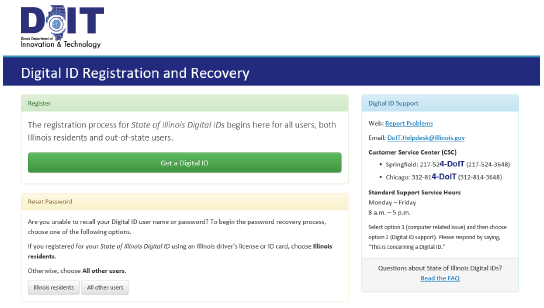 DoIT
Illinois Department of
Innovation & Technology
Digital ID Registration and Recovery
Register
The registration process for State of Illinois Digital IDs begins here for all users, both
Illinois residents and out-of-state users.
Get a Digital ID
Reset Password
Are you unable to recall your Digital ID user name or password? To begin the password recovery process,
choose one of the following options.
If you registered for your State of Illinois Digital ID using an Illinois driver's license or ID card, choose Illinois
residents.
Otherwise, choose All other users.
Illinois residents All other users
Digital ID Support
Web: Report Problems
Email: DoIT.Helpdesk@illinois.gov
Customer Service Center (CSC)
• Springfield: 217-524-DoIT (217-524-3648)
• Chicago: 312-814-DoIT (312-814-3648)
Standard Support Service Hours
Monday – Friday
8 a.m. – 5 p.m.
Select option 1 (computer related issue) and then choose
option 2 (Digital ID support). Please respond by saying,
"This is concerning a Digital ID."
Questions about State of Illinois Digital IDs?
Read the FAQ